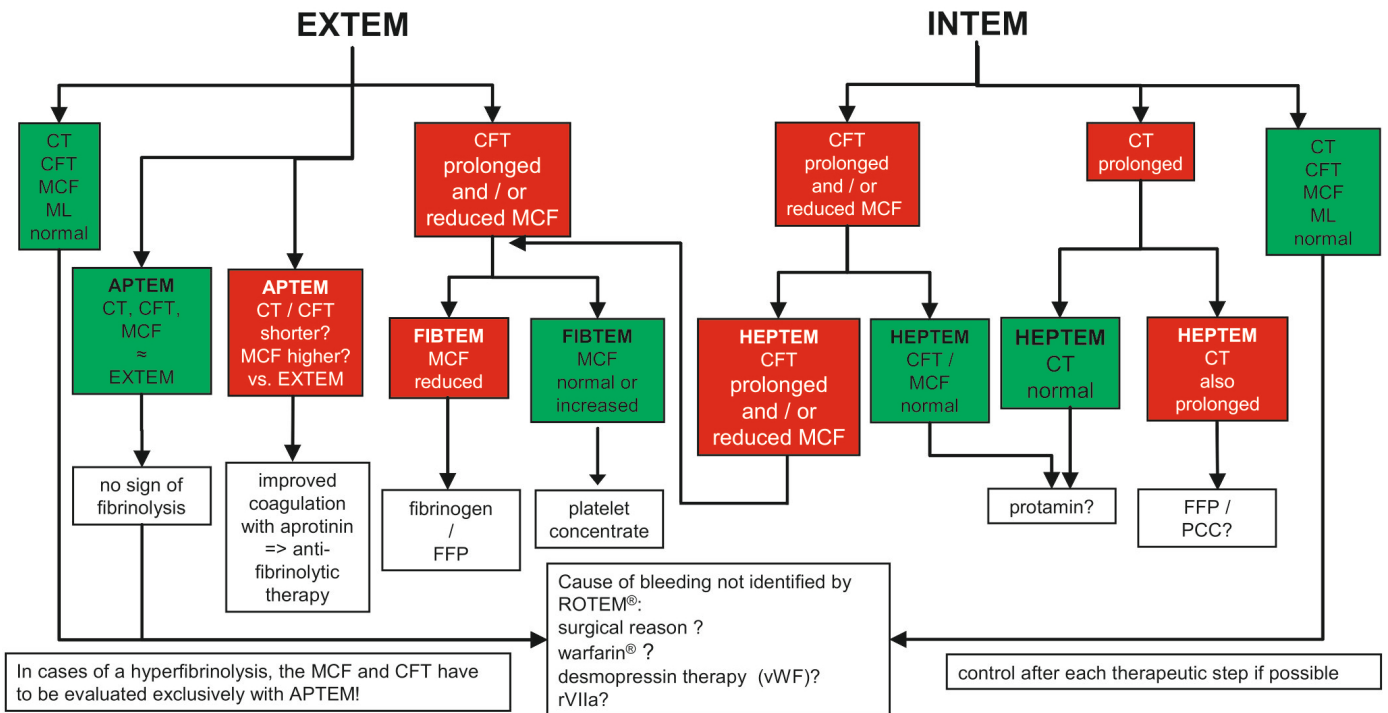 EXTEM
INTEM
CT
CFT
MCF
ML
normal
CFT
prolonged
and / or
reduced MCF
CFT
prolonged
and / or
reduced MCF
CT
prolonged
CT
CFT
MCF
ML
normal
APTEM
CT, CFT,
MCF
≈
EXTEM
APTEM
CT / CFT
shorter?
MCF higher?
vs. EXTEM
FIBTEM
MCF
reduced
FIBTEM
MCF
normal or
increased
HEPTEM
CFT
prolonged
and / or
reduced MCF
HEPTEM
CFT /
MCF
normal
HEPTEM
CT
normal
HEPTEM
CT
also
prolonged
no sign of
fibrinolysis
improved
coagulation
with aprotinin
=> anti-
fibrinolytic
therapy
fibrinogen
/
FFP
platelet
concentrate
protamin?
FFP /
PCC?
Cause of bleeding not identified by
ROTEM®:
surgical reason ?
warfarin® ?
desmopressin therapy (vWF)?
rVIIa?
In cases of a hyperfibrinolysis, the MCF and CFT have
to be evaluated exclusively with APTEM!
control after each therapeutic step if possible